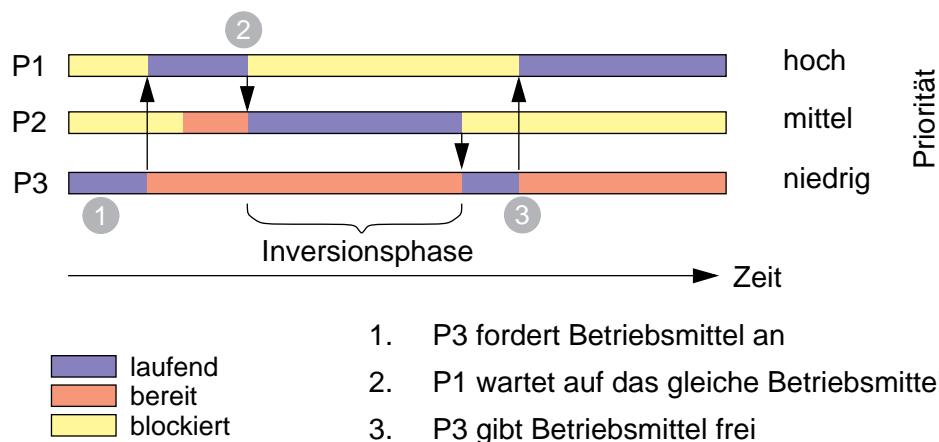 2
P1
hoch
P2
mittel
P3
niedrig
Priorität
1
3
Inversionsphase
Zeit
laufend
bereit
blockiert
1. P3 fordert Betriebsmittel an
2. P1 wartet auf das gleiche Betriebsmittel
3. P3 gibt Betriebsmittel frei